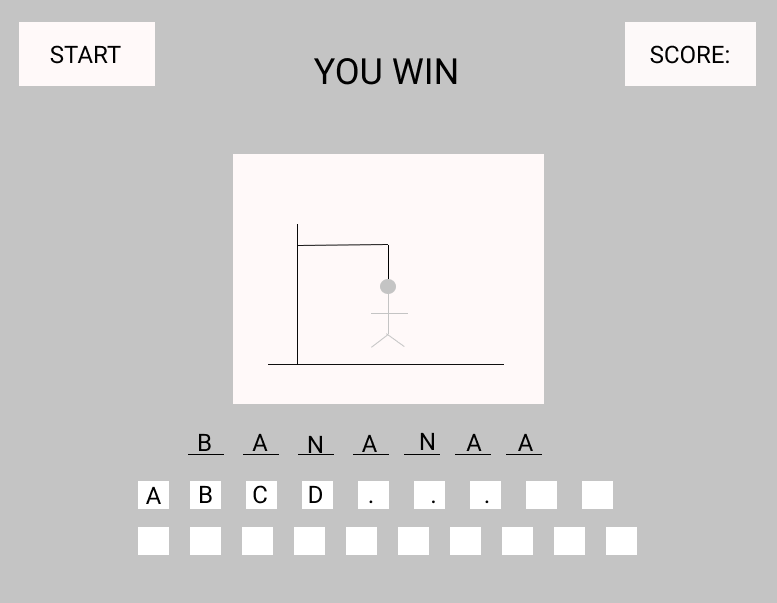 START
YOU WIN
SCORE:
B A N A N A A
A B C D . . .